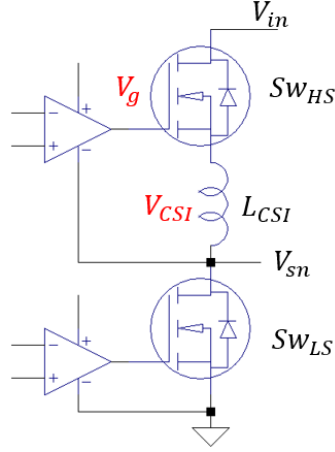 V_in
V_g
Sw_HS
+
−
+
−
V_CSI L_CSI
V_sn
+
−
+
−
Sw_LS